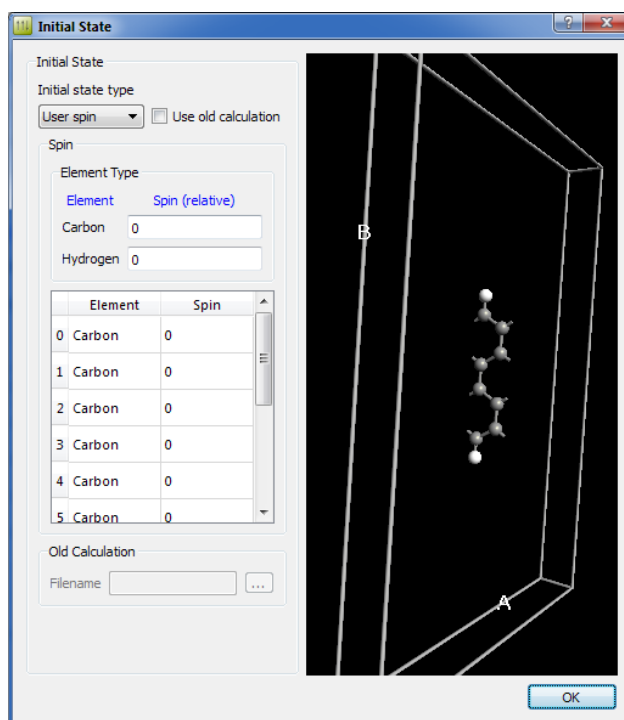 Initial State
Initial State
Initial state type
User spin
Use old calculation
Spin
Element Type
Element Spin (relative)
Carbon 0
Hydrogen 0
Element Spin
0 Carbon 0
1 Carbon 0
2 Carbon 0
3 Carbon 0
4 Carbon 0
5 Carbon 0
Old Calculation
Filename ...
B
A
OK